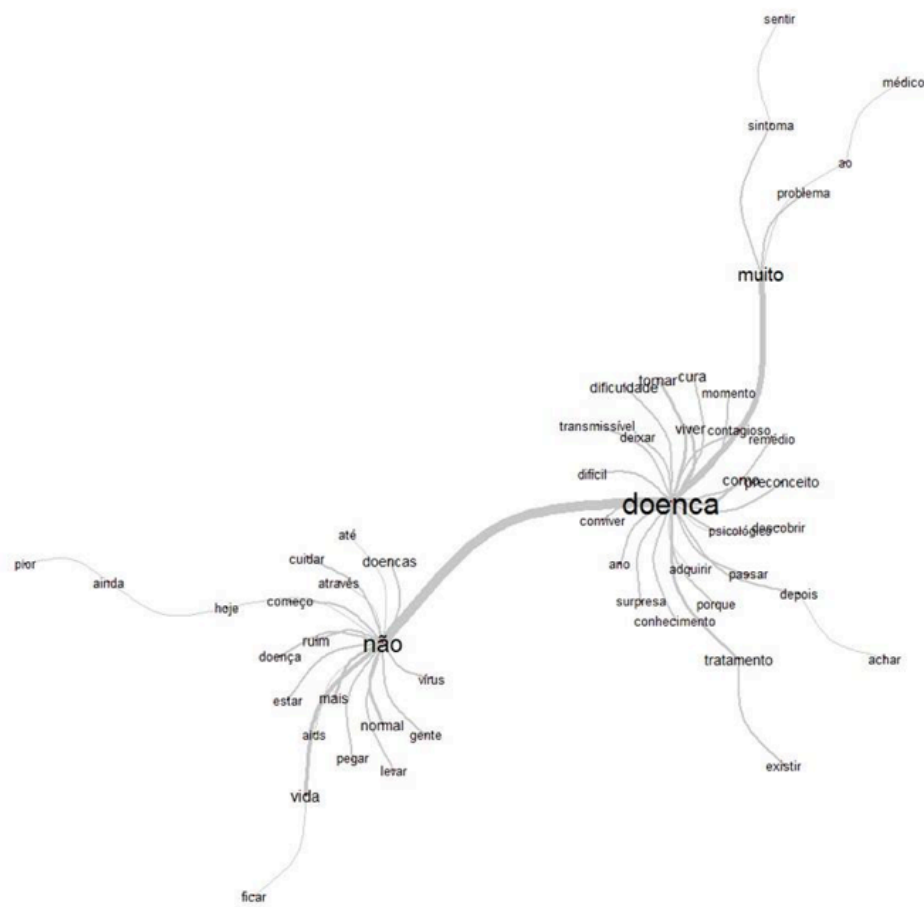 sentir
médico
sintoma
ao
problema
muito
tornar cura
dificuldade
momento
transmissível
viver contagioso
deixar
remédio
difícil
como
preconceito
doenca
conviver
psicológico descobrir
até
doencas
cuidar
pior
ano
adquirir
passar
ainda
através
hoje começo
surpresa
porque
depois
conhecimento
ruim
não
doença
tratamento
achar
vírus
estar
mais
normal
aids
gente
pegar
levar
existir
vida
ficar